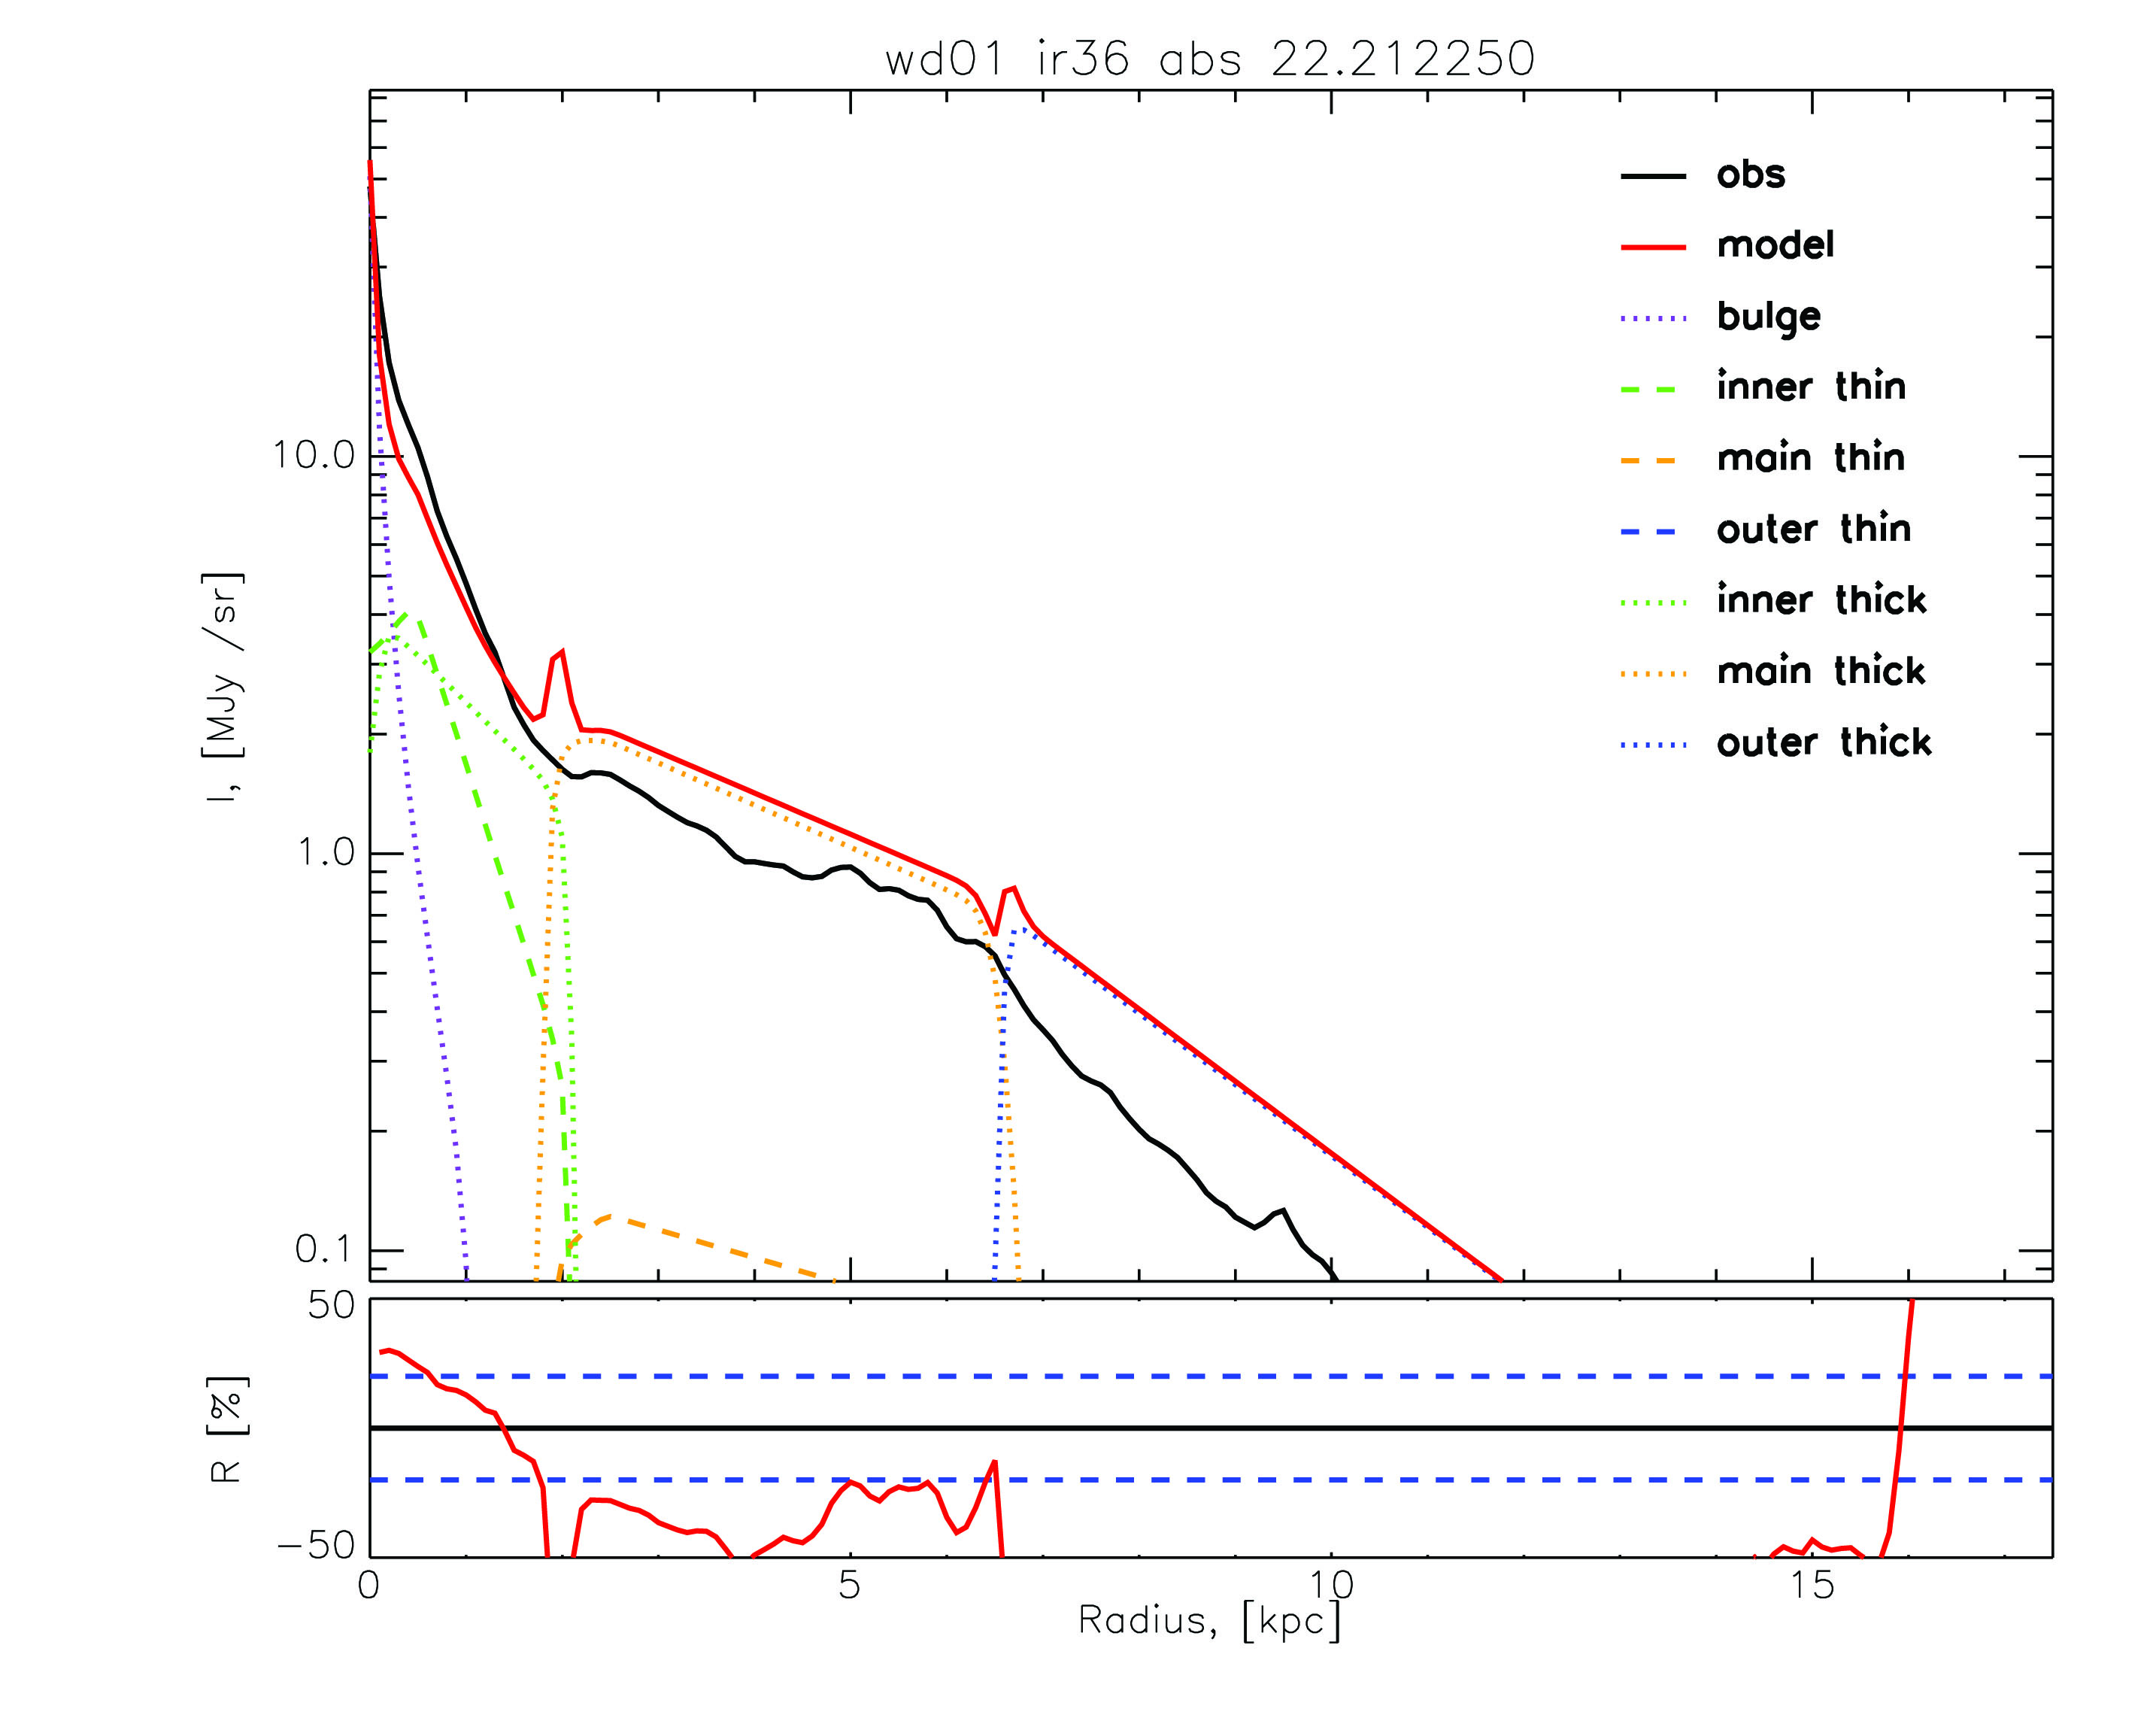 wd01 ir36 abs 22.212250
obs
model
bulge
inner thin
main thin
outer thin
inner thick
main thick
outer thick
I, [MJy /sr]
10.0
1.0
0.1
R [%]
50
-50
0 5 10 15
Radius, [kpc]